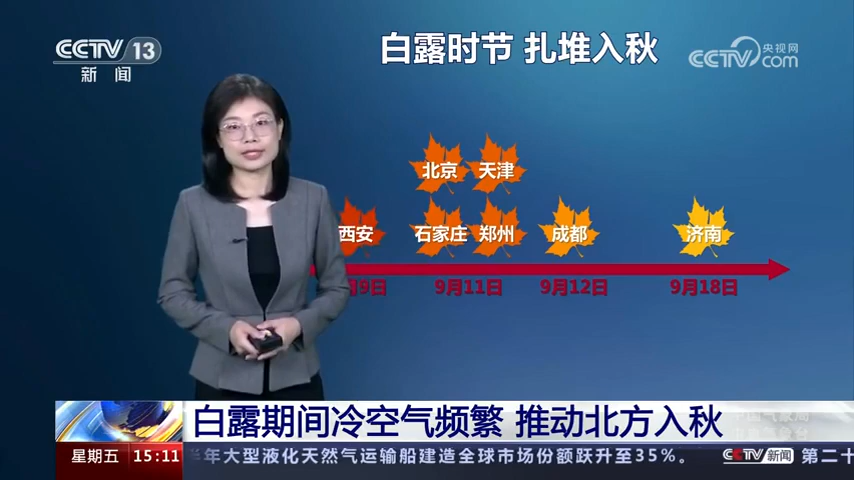 CCTV 13
新闻
白露时节 扎堆入秋
CCTV 央视网
com
北京 天津
西安 石家庄 郑州 成都 济南
月9日 9月11日 9月12日 9月18日
白露期间冷空气频繁 推动北方入秋
星期五 15:11 半年大型液化天然气运输船建造全球市场份额跃升至35%。 CCTV 新闻 第二十